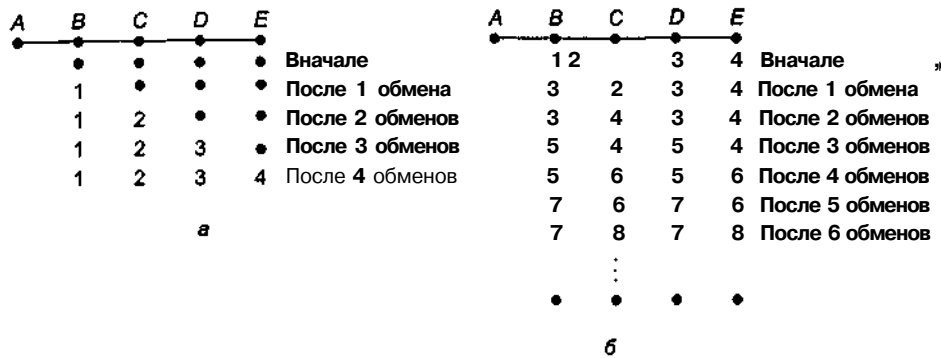 A B C D E
• • • • Вначале
1 • • • После 1 обмена
1 2 • • После 2 обменов
1 2 3 • После 3 обменов
1 2 3 4 После 4 обменов
а
A B C D E
1 2 3 4 Вначале „
3 2 3 4 После 1 обмена
3 4 3 4 После 2 обменов
5 4 5 4 После 3 обменов
5 6 5 6 После 4 обменов
7 6 7 6 После 5 обменов
7 8 7 8 После 6 обменов
• • • •
б